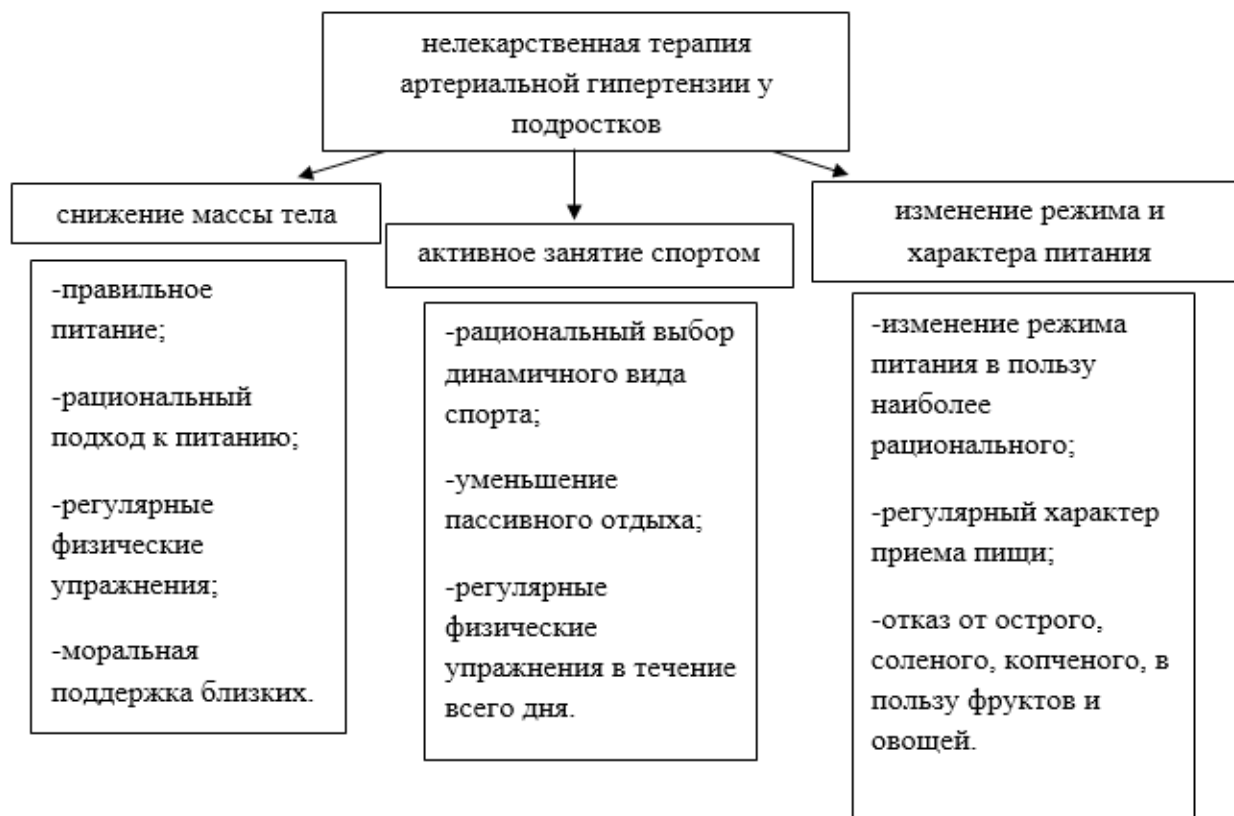 нелекарственная терапия
артериальной гипертензии у
подростков
снижение массы тела
-правильное
питание;
-рациональный
подход к питанию;
-регулярные
физические
упражнения;
-моральная
поддержка близких.
активное занятие спортом
-рациональный выбор
динамичного вида
спорта;
-уменьшение
пассивного отдыха;
-регулярные
физические
упражнения в течение
всего дня.
изменение режима и
характера питания
-изменение режима
питания в пользу
наиболее
рационального;
-регулярный характер
приема пищи;
-отказ от острого,
соленого, копченого, в
пользу фруктов и
овощей.